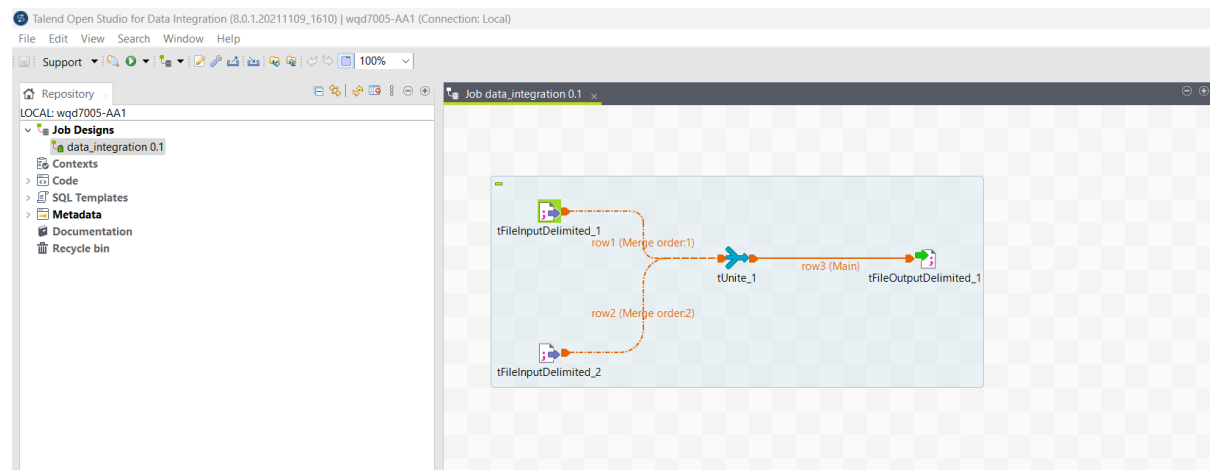 Talend Open Studio for Data Integration (8.0.1.20211109_1610) | wqd7005-AA1 (Connection: Local)
File Edit View Search Window Help
Support 100%
Repository
Job data_integration 0.1
LOCAL: wqd7005-AA1
Job Designs
data_integration 0.1
Contexts
Code
SQL Templates
Metadata
Documentation
Recycle bin
tFileInputDelimited_1
row1 (Merge order:1)
row3 (Main)
tUnite_1
tFileOutputDelimited_1
row2 (Merge order:2)
tFileInputDelimited_2